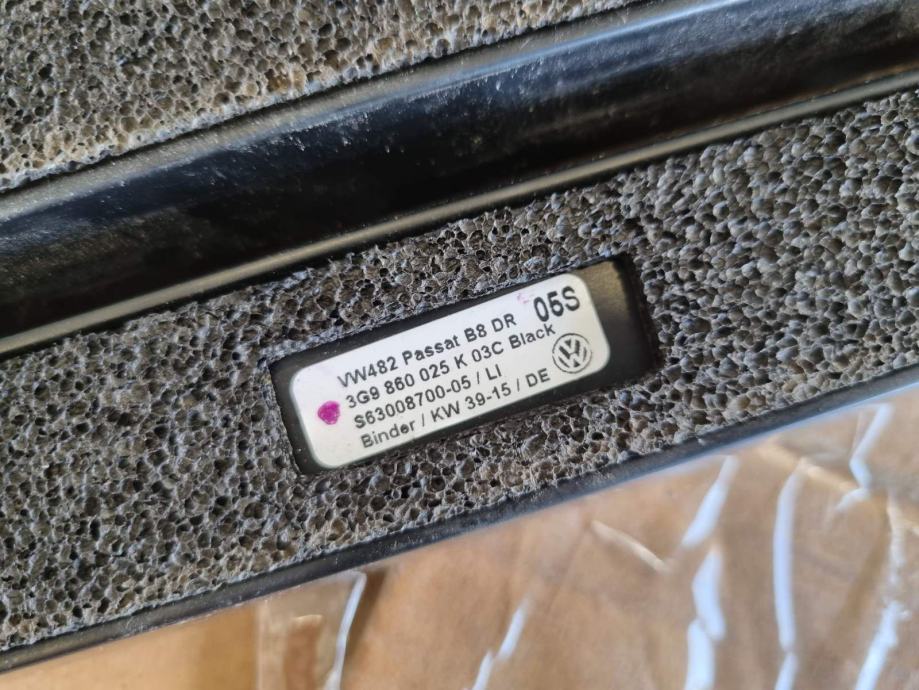 VW482 Passat B8 DR 05S
3G9 860 025 K 03C Black
S63008700-05 / LI
Binder / KW 39-15 / DE